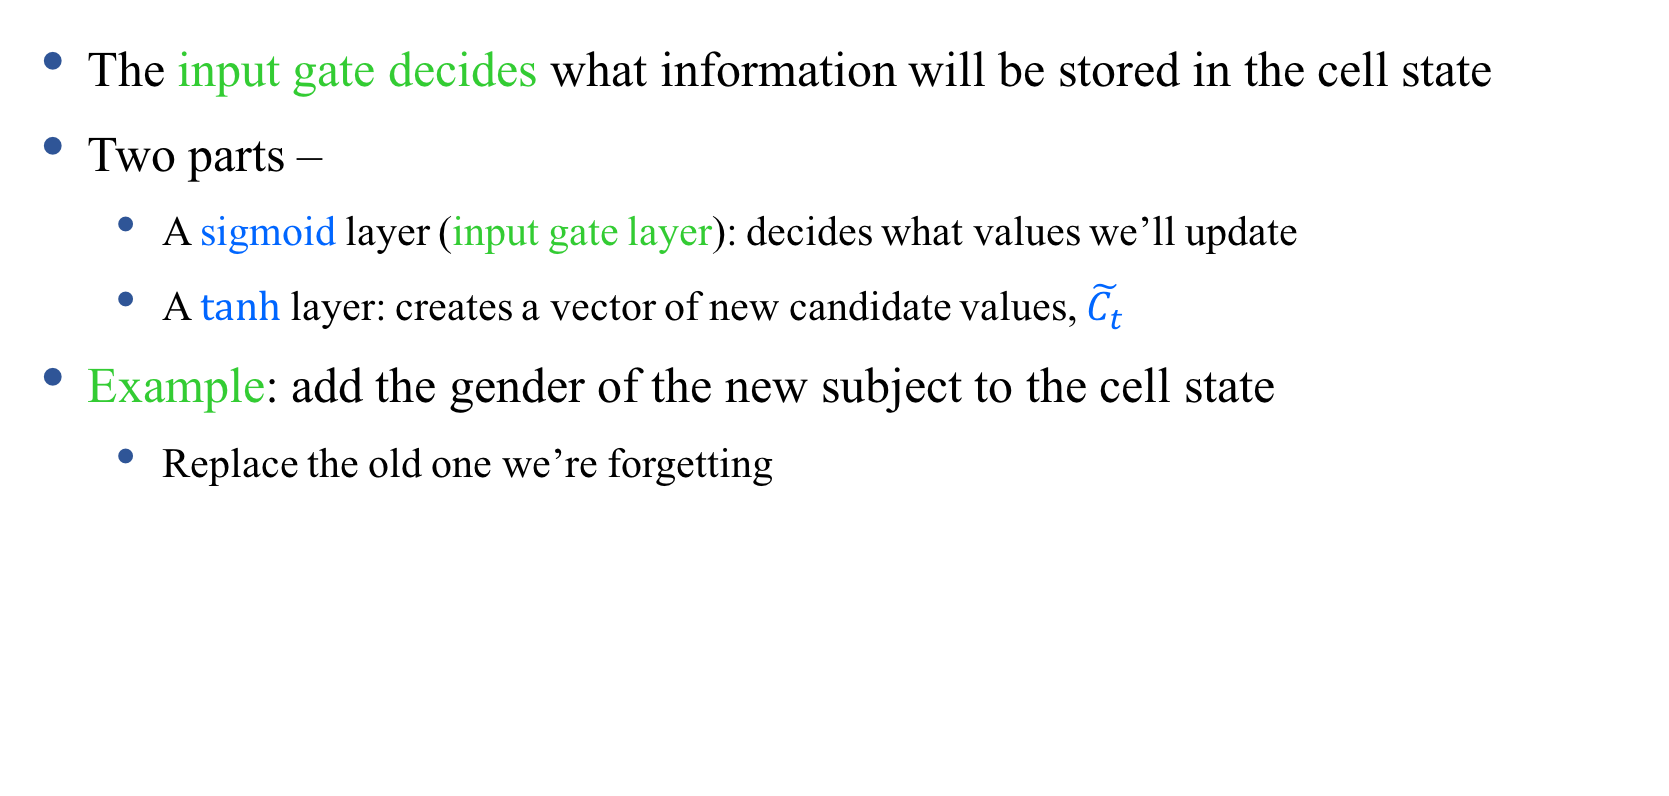 • The input gate decides what information will be stored in the cell state
• Two parts –
• A sigmoid layer (input gate layer): decides what values we’ll update
• A tanh layer: creates a vector of new candidate values, C̃ₜ
• Example: add the gender of the new subject to the cell state
• Replace the old one we’re forgetting